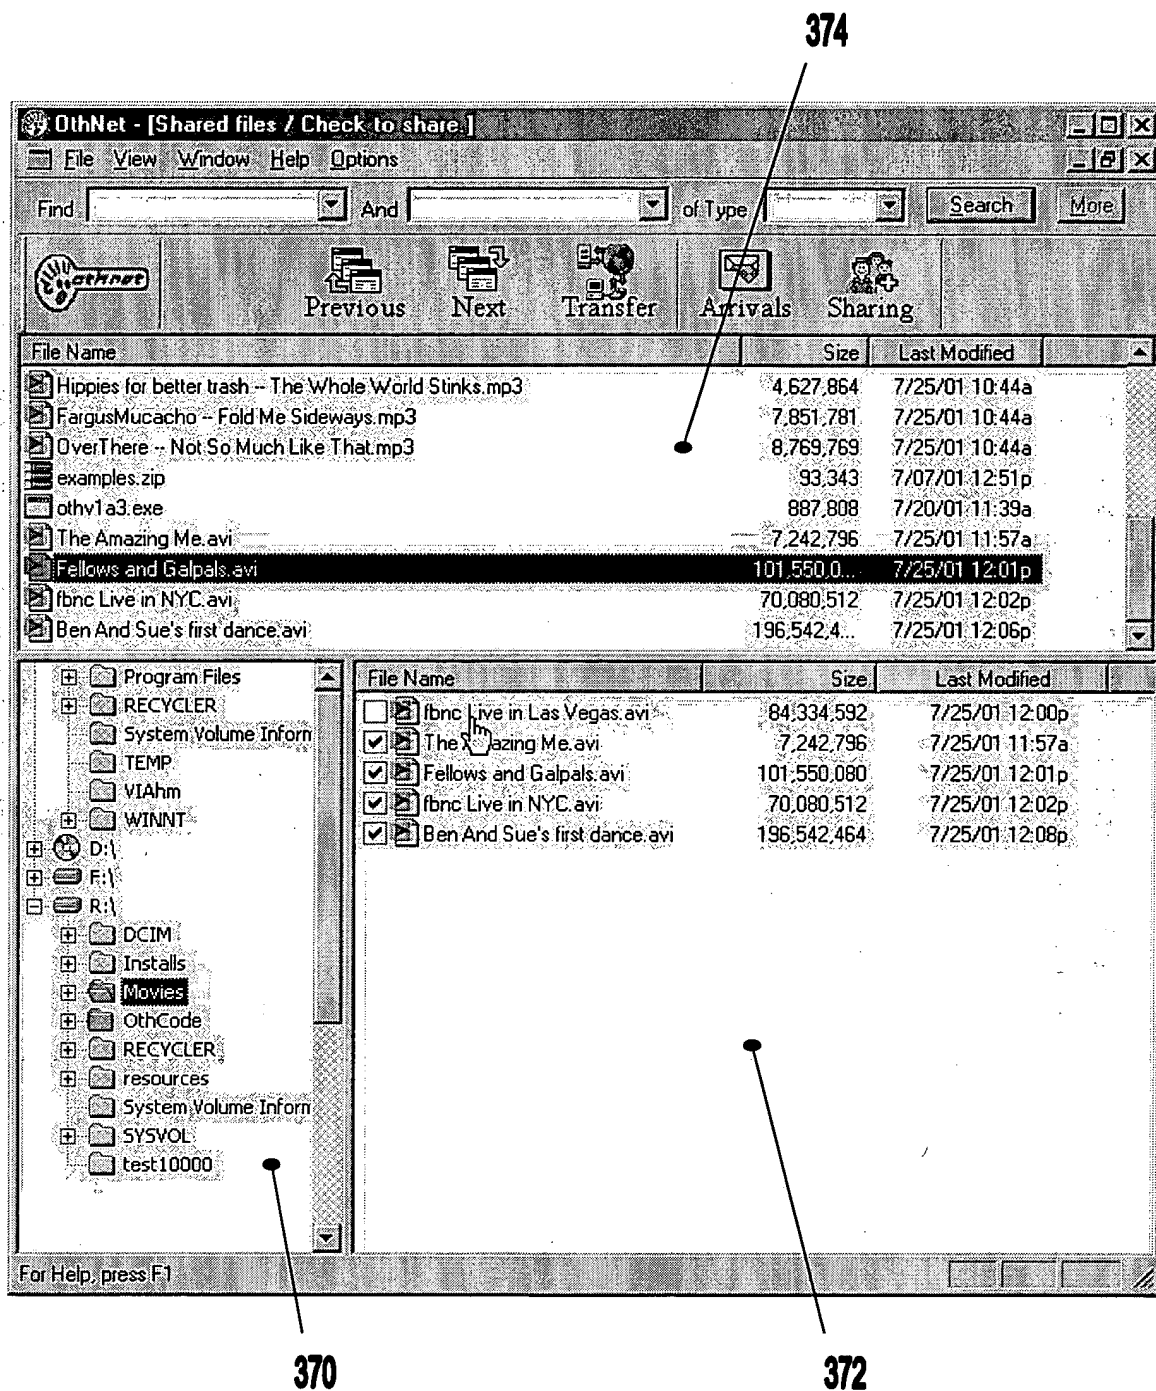 374
OthNet - [Shared files / Check to share.]
File View Window Help Options
Find And of Type Search More
othnet Previous Next Transfer Arrivals Sharing
File Name Size Last Modified
Hippies for better trash -- The Whole World Stinks.mp3 4,627,864 7/25/01 10:44a
FargusMucacho -- Fold Me Sideways.mp3 7,851,781 7/25/01 10:44a
OverThere -- Not So Much Like That.mp3 8,769,769 7/25/01 10:44a
examples.zip 93,343 7/07/01 12:51p
othv1a3.exe 887,808 7/20/01 11:39a
The Amazing Me.avi 7,242,796 7/25/01 11:57a
Fellows and Galpals.avi 101,550,0... 7/25/01 12:01p
fbnc Live in NYC.avi 70,080,512 7/25/01 12:02p
Ben And Sue's first dance.avi 196,542,4... 7/25/01 12:06p
Program Files
RECYCLER
System Volume Inform
TEMP
VIAhm
WINNT
D:\
F:\
R:\
DCIM
Installs
Movies
OthCode
RECYCLER
resources
System Volume Inform
SYSVOL
test10000
File Name Size Last Modified
fbnc Live in Las Vegas.avi 84,334,592 7/25/01 12:00p
The azing Me.avi 7,242,796 7/25/01 11:57a
Fellows and Galpals.avi 101,550,080 7/25/01 12:01p
fbnc Live in NYC.avi 70,080,512 7/25/01 12:02p
Ben And Sue's first dance.avi 196,542,464 7/25/01 12:08p
For Help, press F1
370
372